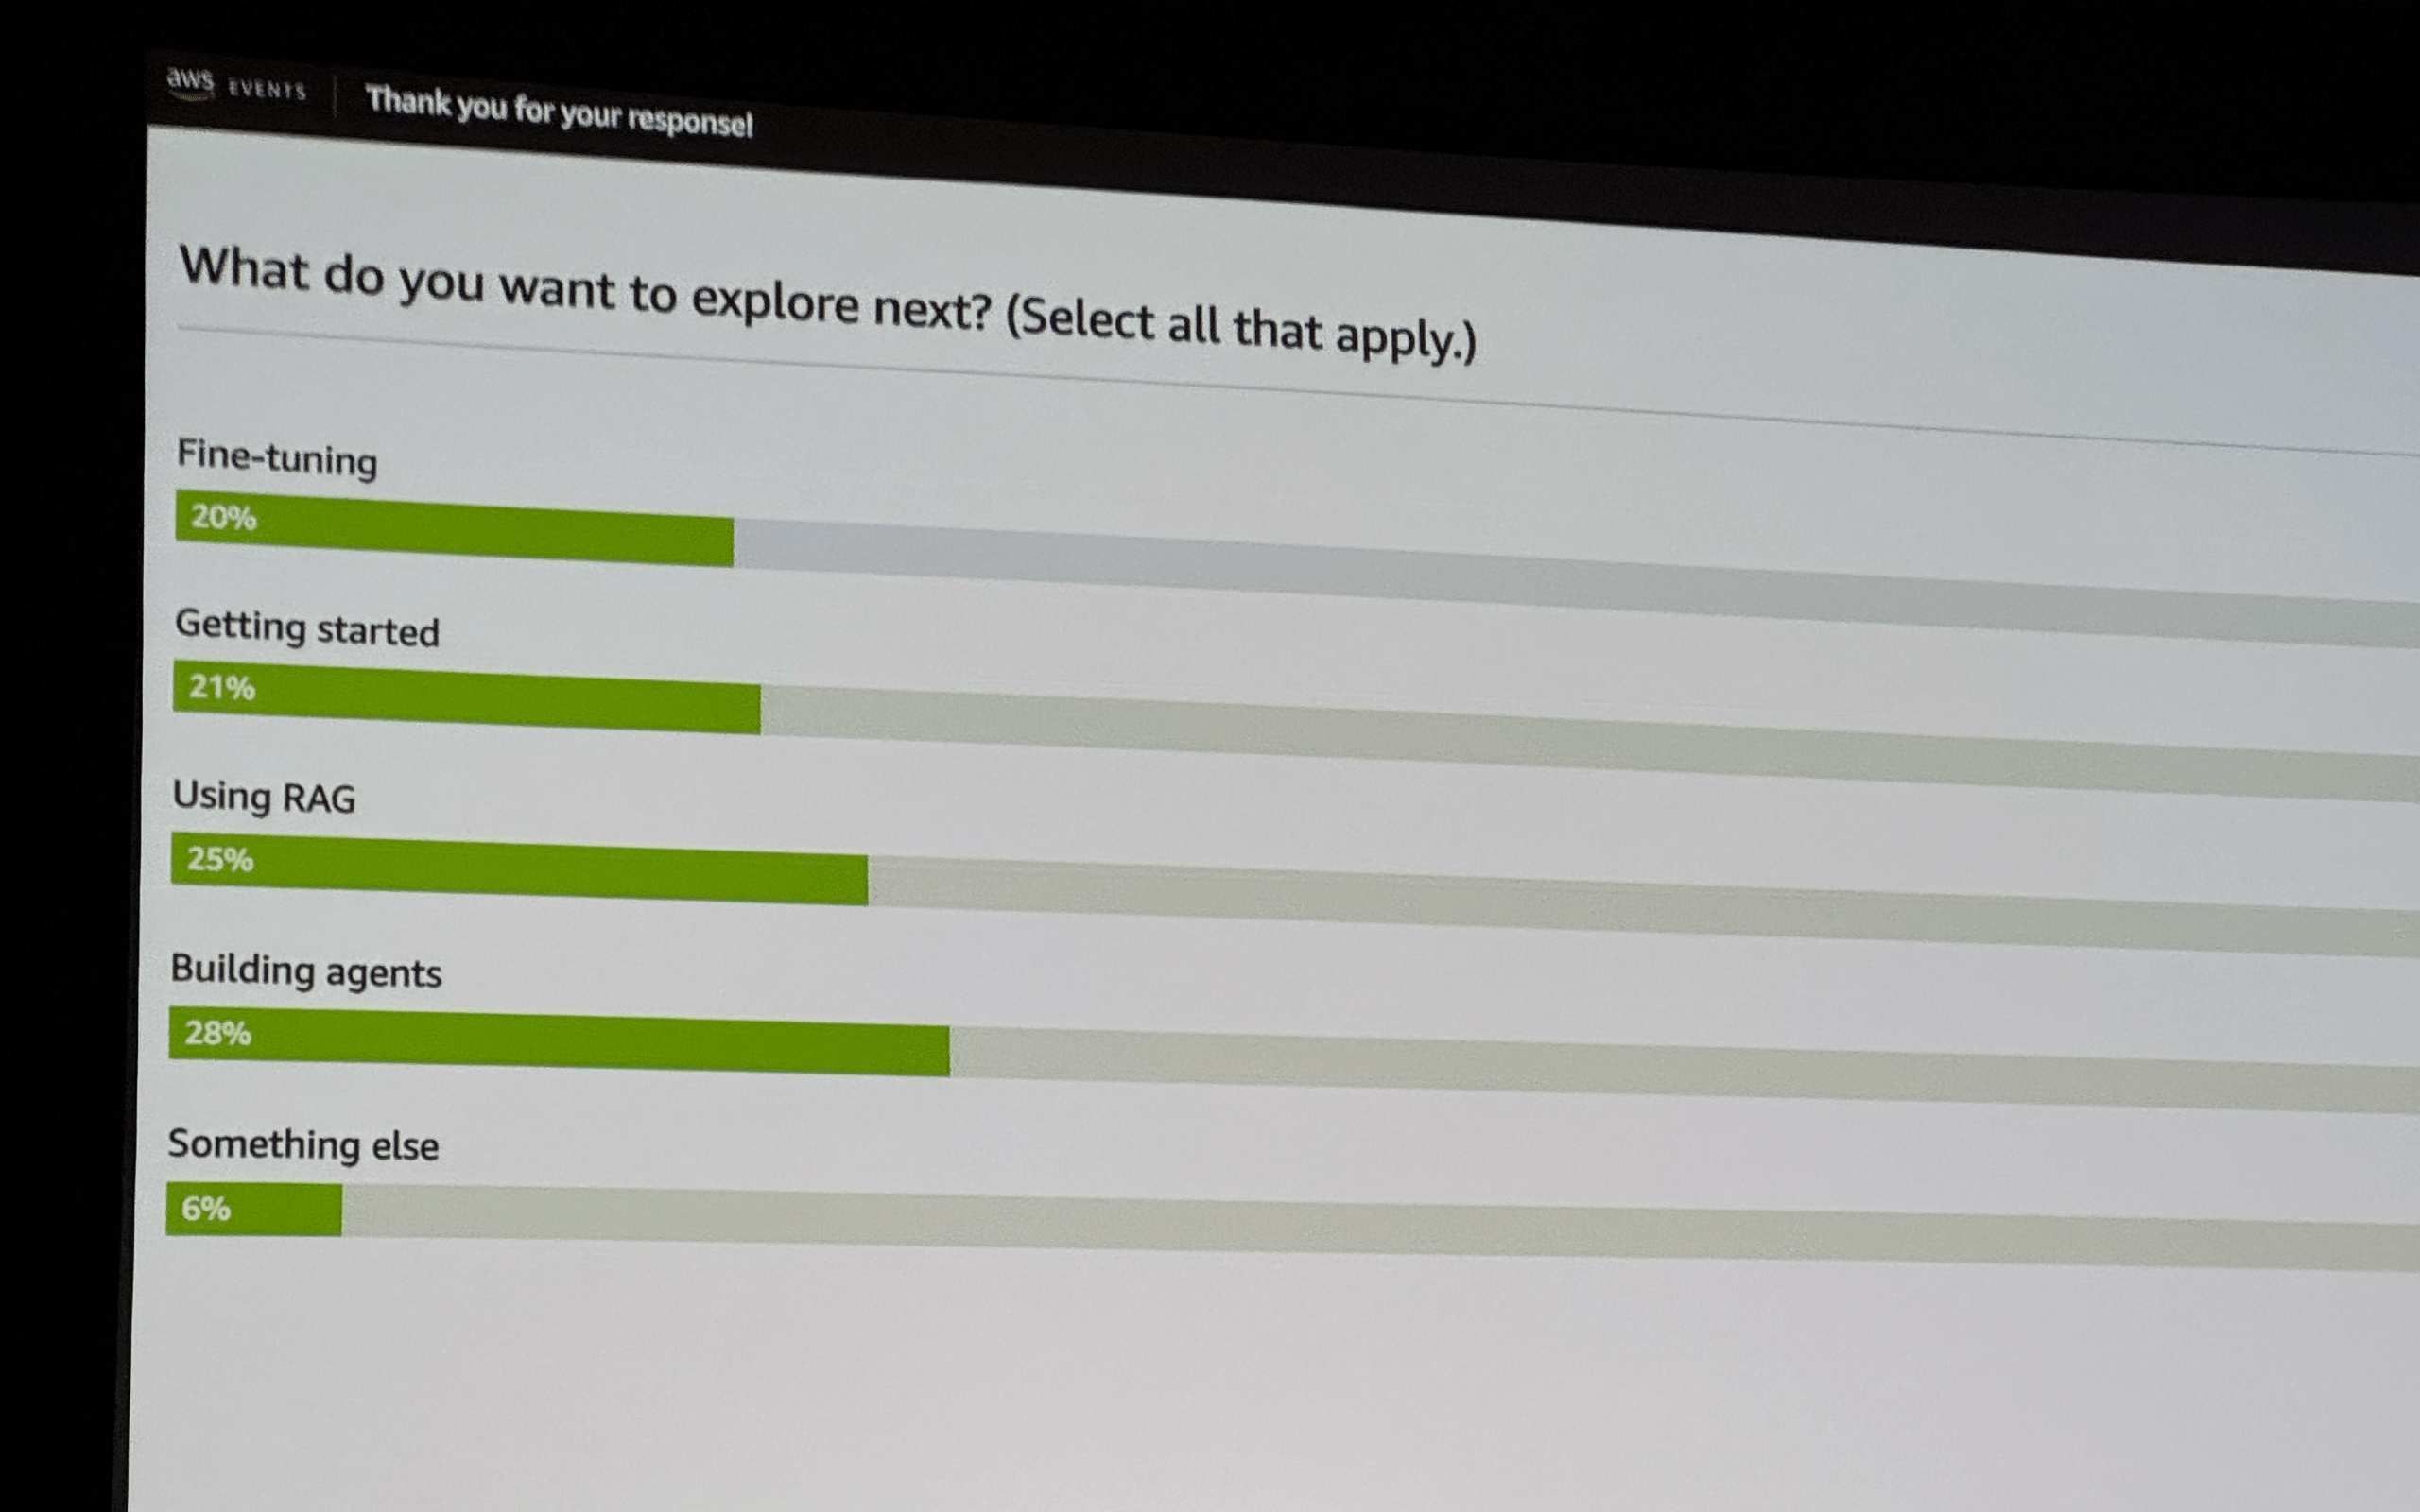 aws EVENTS Thank you for your response!
What do you want to explore next? (Select all that apply.)
Fine-tuning
20%
Getting started
21%
Using RAG
25%
Building agents
28%
Something else
6%